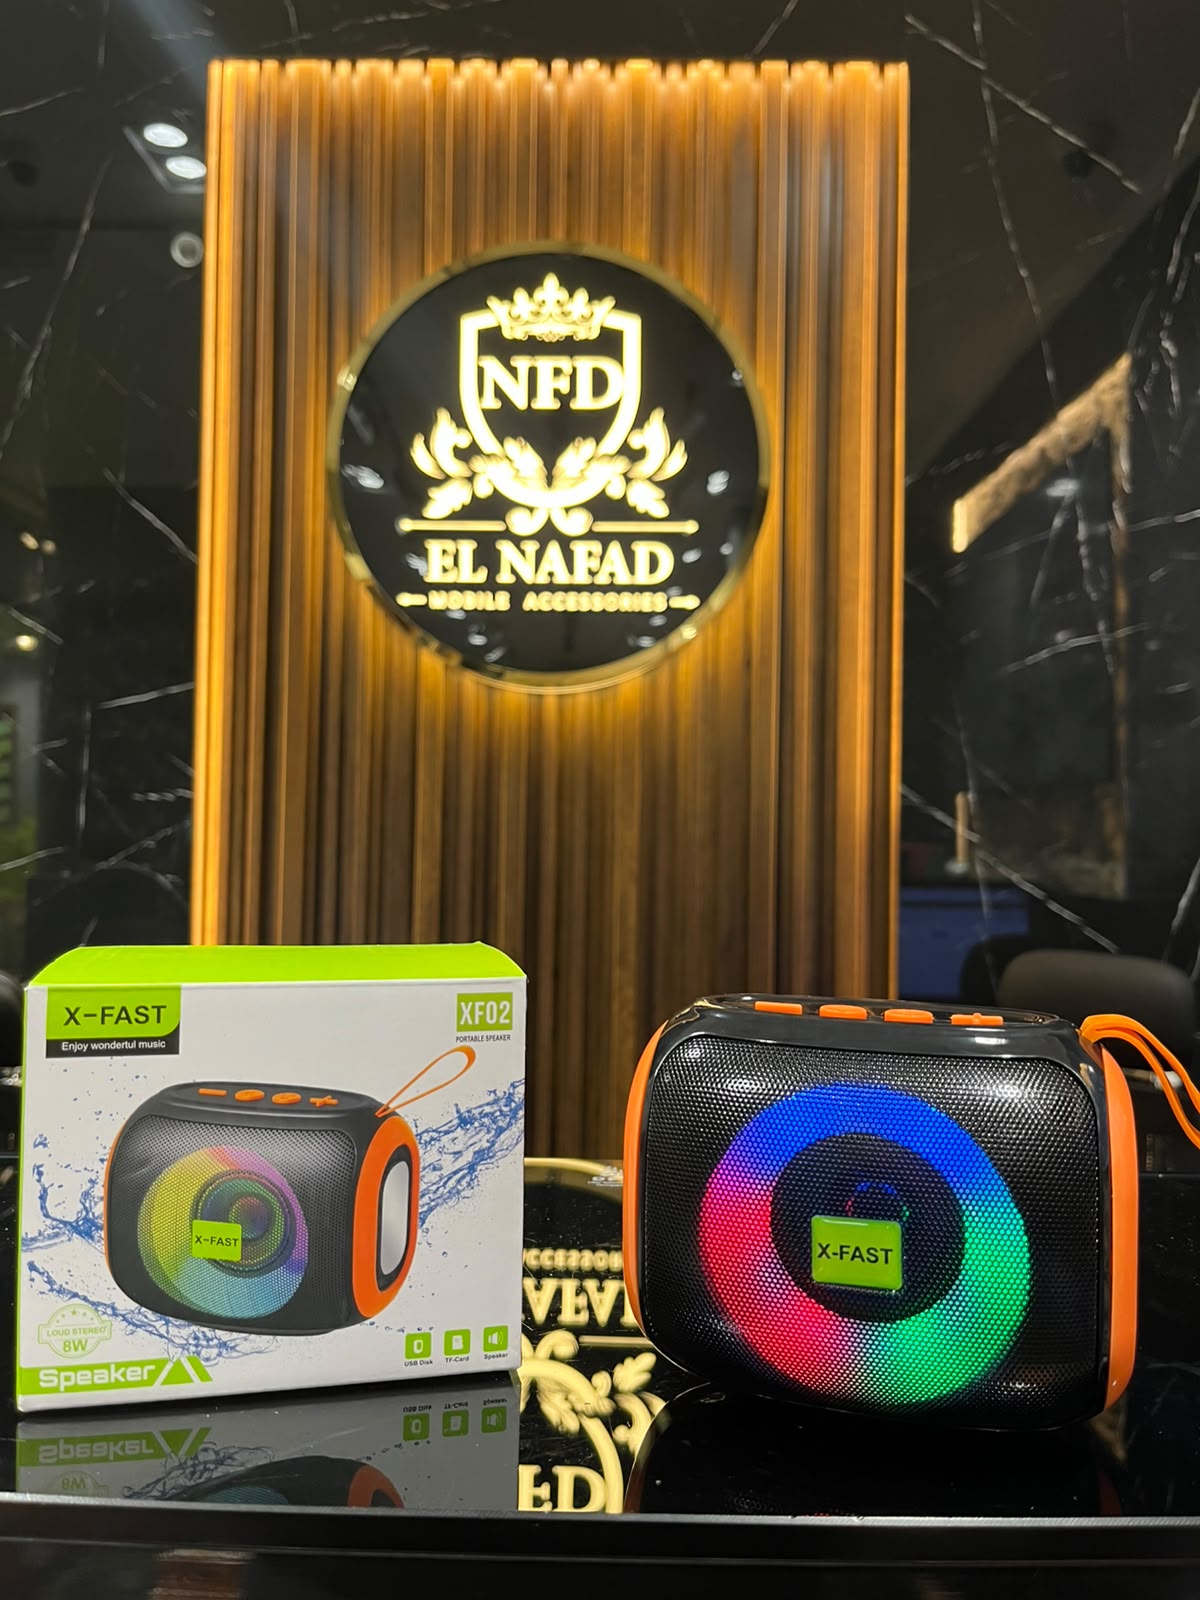 NFD
EL NAFAD
MOBILE ACCESSORIES
X-FAST
Enjoy wonderful music
XF02
PORTABLE SPEAKER
X-FAST
LOUD STEREO
8W
Speaker
USB Disk
TF-Card
Speaker
X-FAST